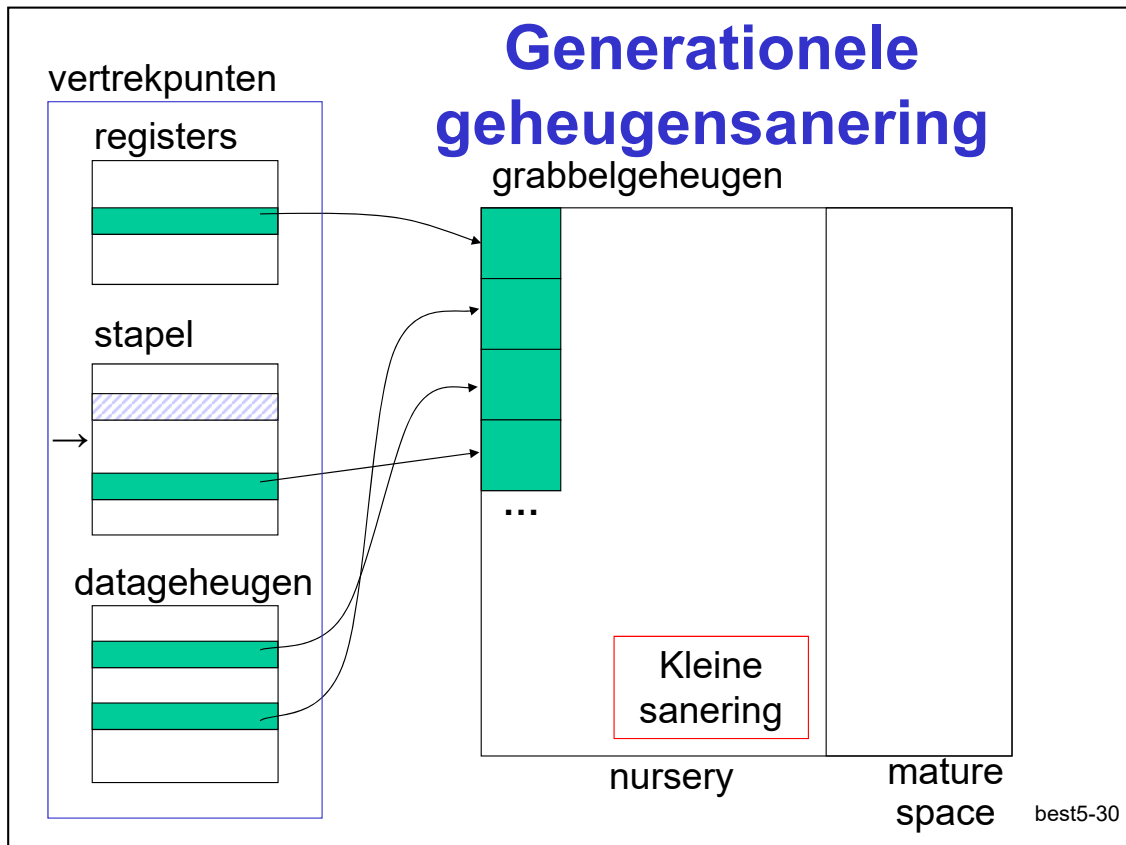 Generationele
geheugensanering
vertrekpunten
registers
grabbelgeheugen
stapel
→
...
datageheugen
Kleine
sanering
nursery
mature
space
best5-30